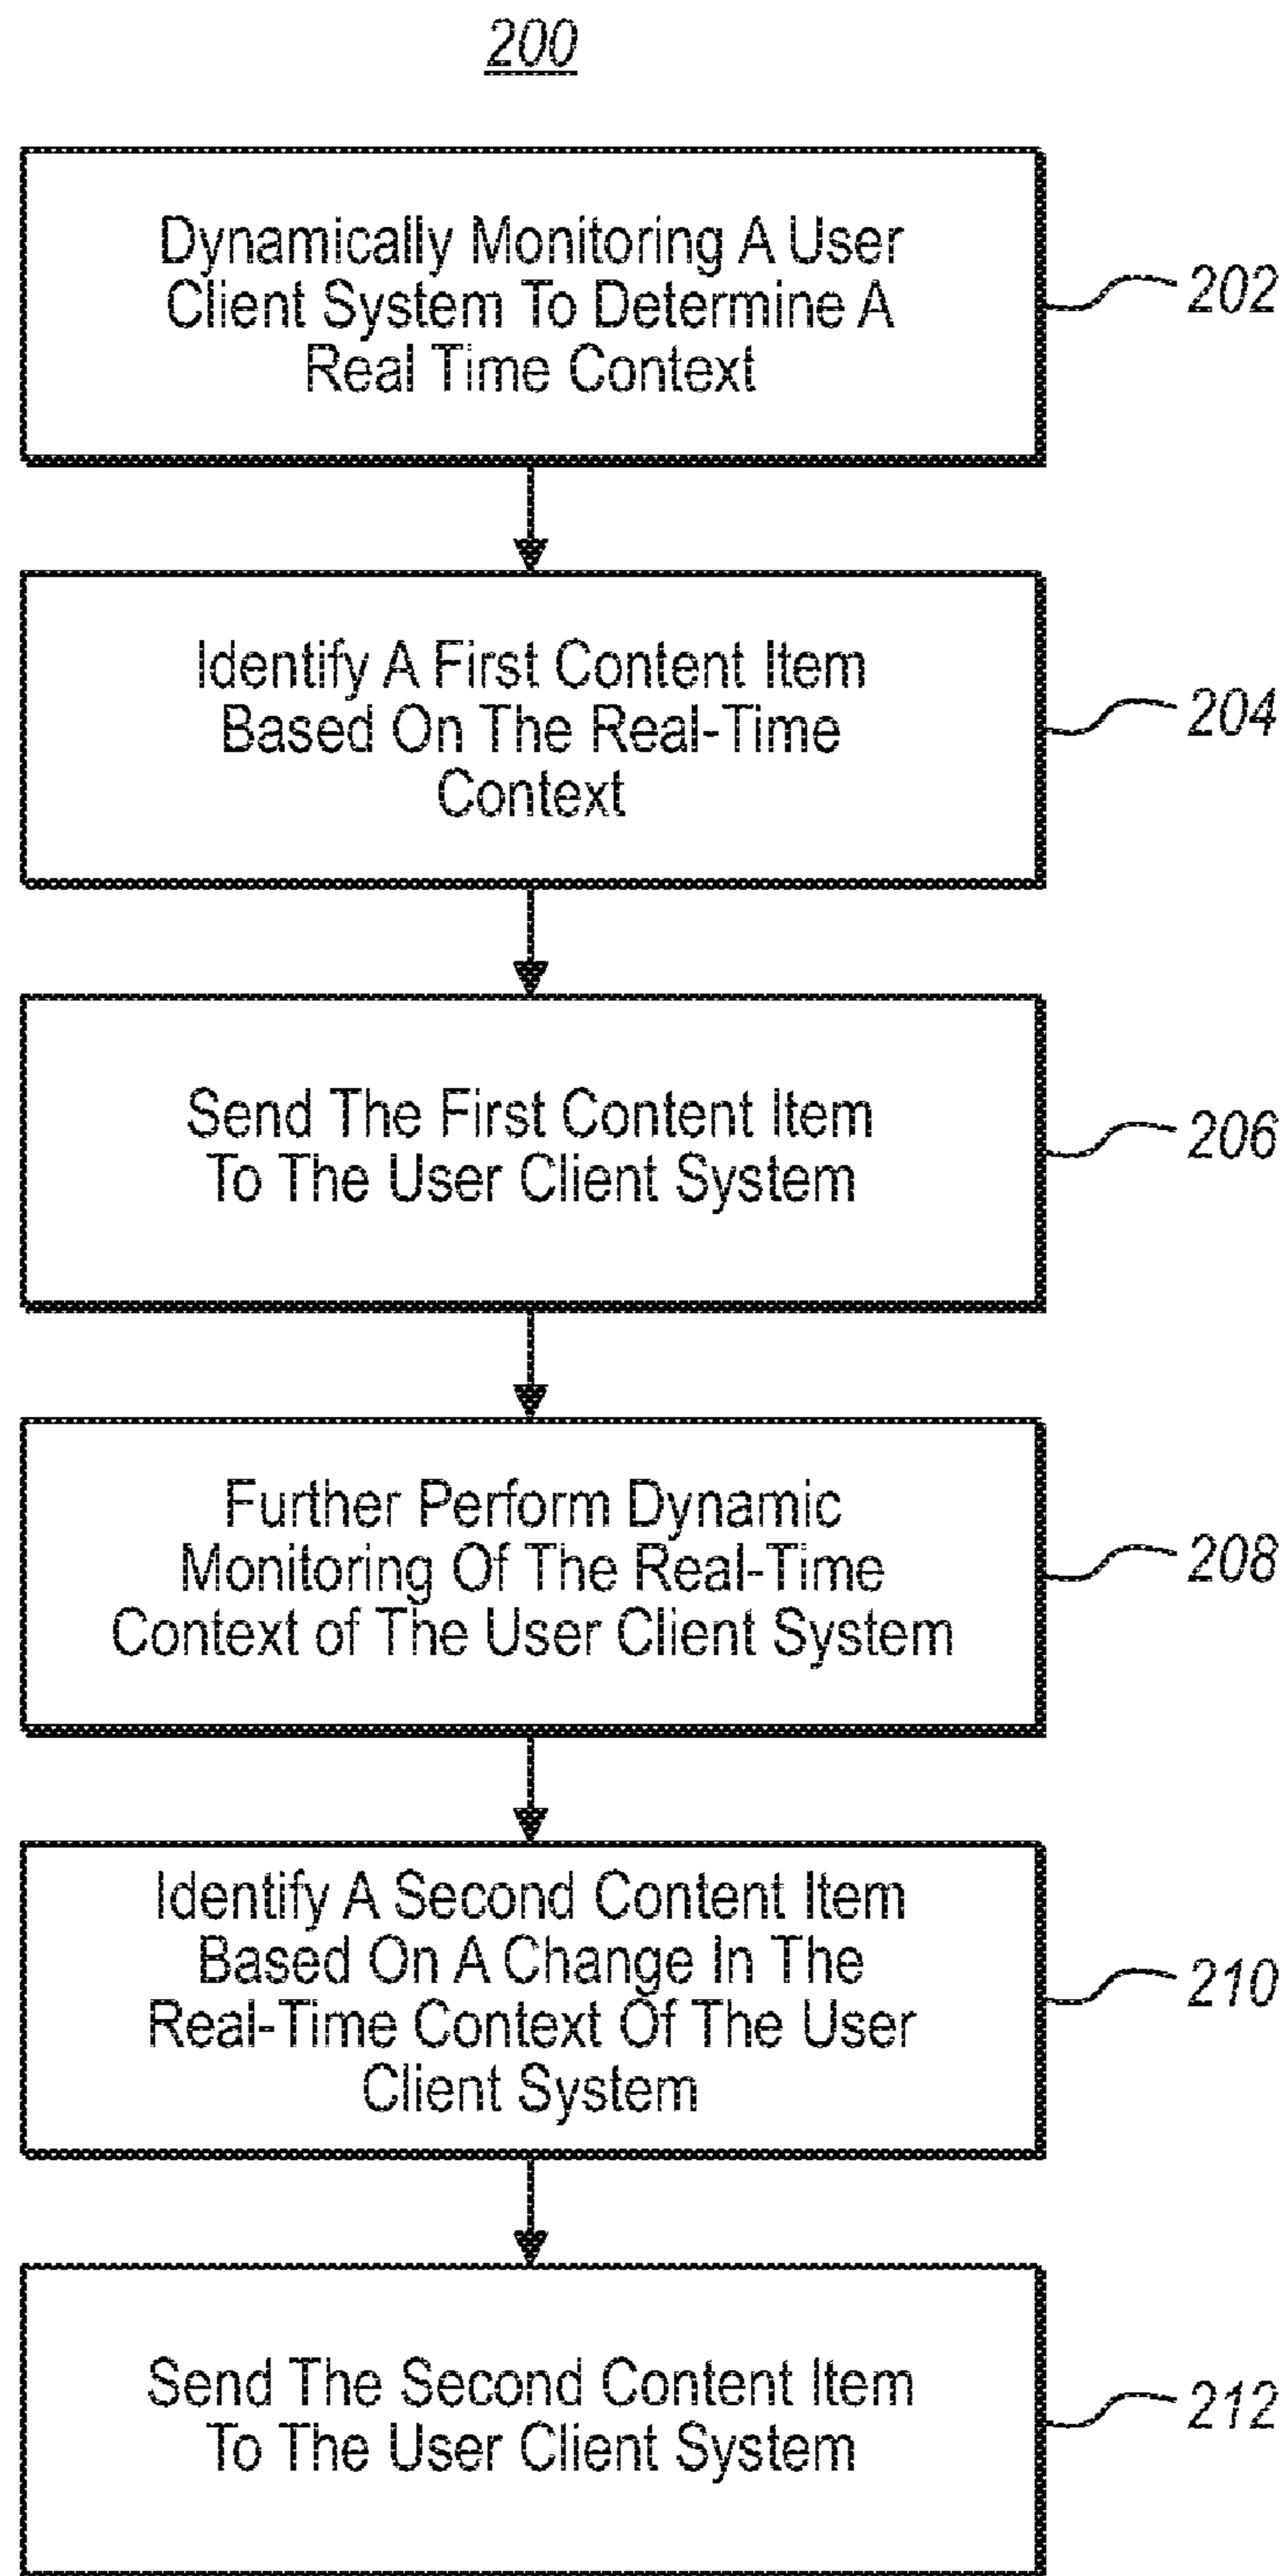 200
Dynamically Monitoring A User
Client System To Determine A
Real Time Context
202
Identify A First Content Item
Based On The Real-Time
Context
204
Send The First Content Item
To The User Client System
206
Further Perform Dynamic
Monitoring Of The Real-Time
Context of The User Client System
208
Identify A Second Content Item
Based On A Change In The
Real-Time Context Of The User
Client System
210
Send The Second Content Item
To The User Client System
212